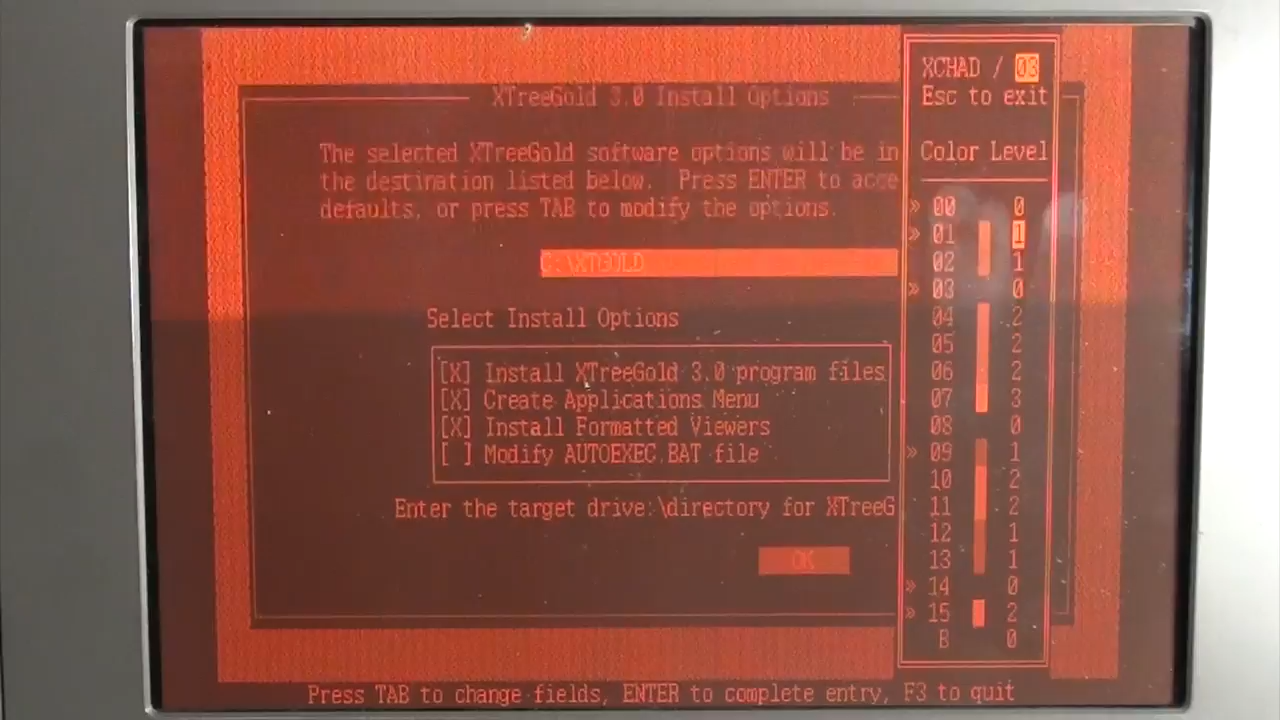 XTreeGold 3.0 Install Options
The selected XTreeGold software options will be in
the destination listed below. Press ENTER to acce
defaults, or press TAB to modify the options.
C:\XTGOLD
Select Install Options
[X] Install XTreeGold 3.0 program files
[X] Create Applications Menu
[X] Install Formatted Viewers
[ ] Modify AUTOEXEC.BAT file
Enter the target drive:\directory for XTreeG
OK
Press TAB to change fields, ENTER to complete entry, F3 to quit
XCHAD / 03
Esc to exit
Color Level
» 00 0
» 01 1
02 1
» 03 0
04 2
05 2
06 2
07 3
08 0
» 09 1
10 2
11 2
12 1
13 1
» 14 0
» 15 2
B 0